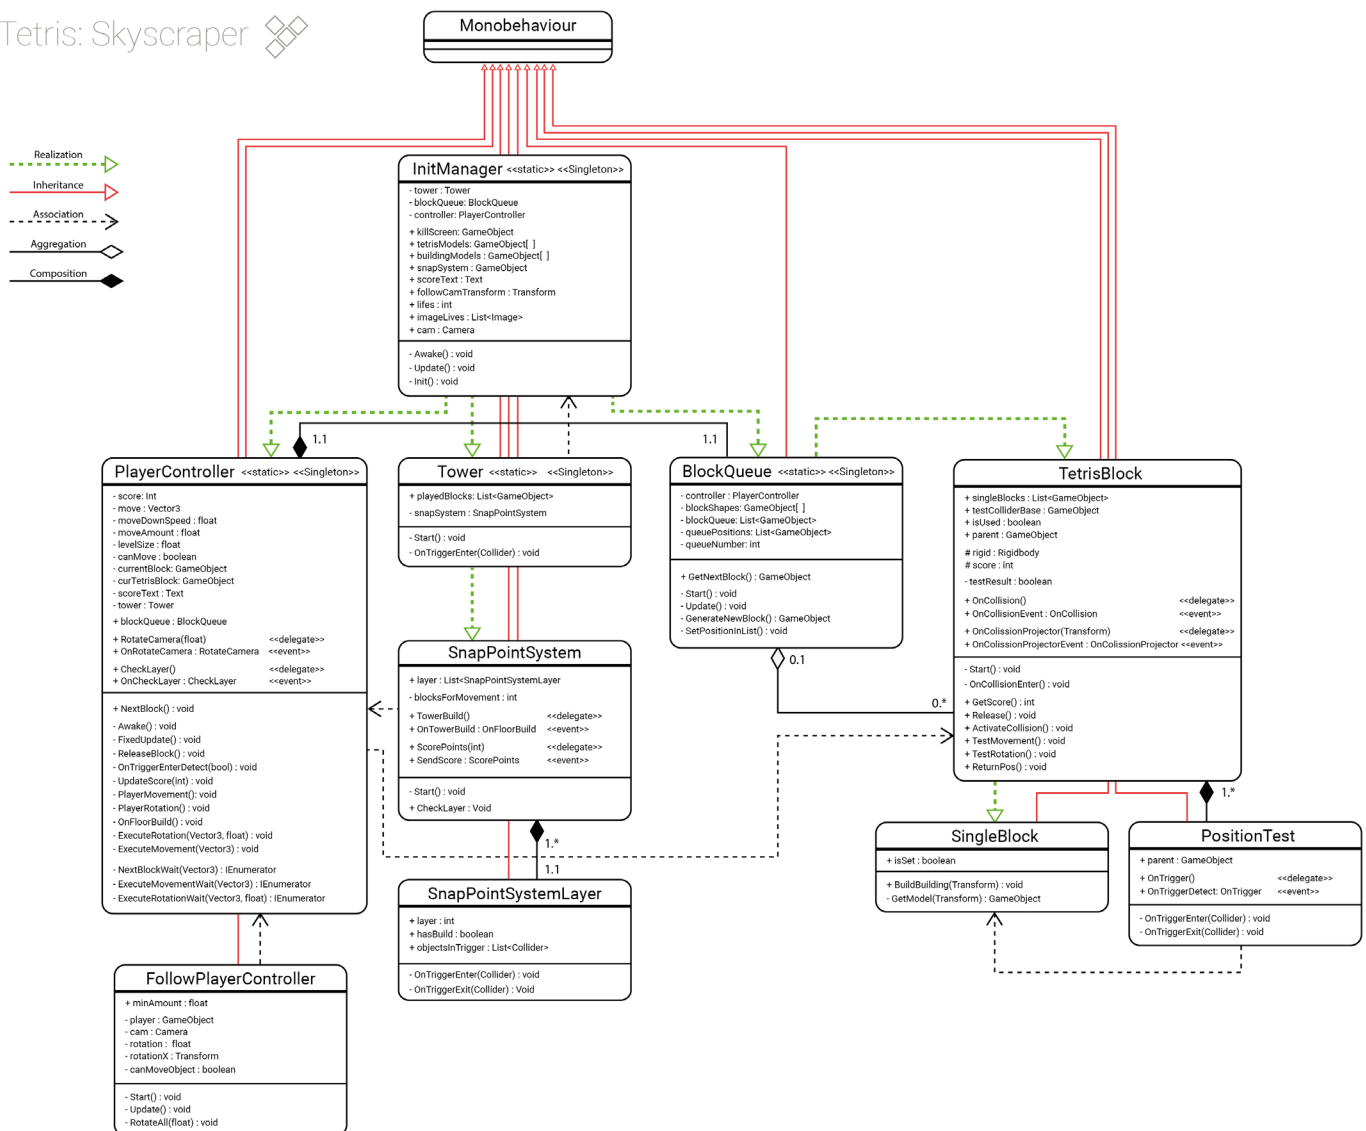 Tetris: Skyscraper
Monobehaviour
Realization
Inheritance
Association
Aggregation
Composition
InitManager <<static>> <<Singleton>>
- tower : Tower
- blockQueue: BlockQueue
- controller: PlayerController
+ killScreen: GameObject
+ tetrisModels: GameObject[ ]
+ buildingModels : GameObject[ ]
+ snapSystem : GameObject
+ scoreText : Text
+ followCamTransform : Transform
+ lifes : int
+ imageLives : List<Image>
+ cam : Camera
- Awake() : void
- Update() : void
- Init() : void
1.1
1.1
PlayerController <<static>> <<Singleton>>
- score: Int
- move : Vector3
- moveDownSpeed : float
- moveAmount : float
- levelSize : float
- canMove : boolean
- currentBlock: GameObject
- curTetrisBlock: GameObject
- scoreText : Text
- tower : Tower
+ blockQueue : BlockQueue
+ RotateCamera(float) <<delegate>>
+ OnRotateCamera : RotateCamera <<event>>
+ CheckLayer() <<delegate>>
+ OnCheckLayer : CheckLayer <<event>>
+ NextBlock() : void
- Awake() : void
- FixedUpdate() : void
- ReleaseBlock() : void
- OnTriggerEnterDetect(bool) : void
- UpdateScore(int) : void
- PlayerMovement() : void
- PlayerRotation() : void
- OnFloorBuild() : void
- ExecuteRotation(Vector3, float) : void
- ExecuteMovement(Vector3) : void
- NextBlockWait(Vector3) : IEnumerator
- ExecuteMovementWait(Vector3) : IEnumerator
- ExecuteRotationWait(Vector3, float) : IEnumerator
Tower <<static>> <<Singleton>>
+ playedBlocks: List<GameObject>
- snapSystem : SnapPointSystem
- Start() : void
- OnTriggerEnter(Collider) : void
BlockQueue <<static>> <<Singleton>>
- controller : PlayerController
- blockShapes: GameObject[ ]
- blockQueue: List<GameObject>
- queuePositions : List<GameObject>
- queueNumber: int
+ GetNextBlock() : GameObject
- Start() : void
- Update() : void
- GenerateNewBlock() : GameObject
- SetPositionInList() : void
0.1
0.*
TetrisBlock
+ singleBlocks : List<GameObject>
+ testColliderBase : GameObject
+ isUsed : boolean
+ parent : GameObject
# rigid : Rigidbody
# score : int
- testResult : boolean
+ OnCollision() <<delegate>>
+ OnCollisionEvent : OnCollision <<event>>
+ OnColissionProjector(Transform) <<delegate>>
+ OnColissionProjectorEvent : OnColissionProjector <<event>>
- Start() : void
- OnCollisionEnter() : void
+ GetScore() : int
+ Release() : void
+ ActivateCollision() : void
+ TestMovement() : void
+ TestRotation() : void
+ ReturnPos() : void
1.*
SnapPointSystem
+ layer : List<SnapPointSystemLayer
- blocksForMovement : int
+ TowerBuild() <<delegate>>
+ OnTowerBuild : OnFloorBuild <<event>>
+ ScorePoints(int) <<delegate>>
+ SendScore : ScorePoints <<event>>
- Start() : void
+ CheckLayer : Void
1.*
1.1
SnapPointSystemLayer
+ layer : int
+ hasBuild : boolean
+ objectsInTrigger : List<Collider>
- OnTriggerEnter(Collider) : void
- OnTriggerExit(Collider) : Void
SingleBlock
+ isSet : boolean
+ BuildBuilding(Transform) : void
- GetModel(Transform) : GameObject
PositionTest
+ parent : GameObject
+ OnTrigger() <<delegate>>
+ OnTriggerDetect: OnTrigger <<event>>
- OnTriggerEnter(Collider) : void
- OnTriggerExit(Collider) : void
FollowPlayerController
+ minAmount : float
- player : GameObject
- cam : Camera
- rotation : float
- rotationX : Transform
- canMoveObject : boolean
- Start() : void
- Update() : void
- RotateAll(float) : void